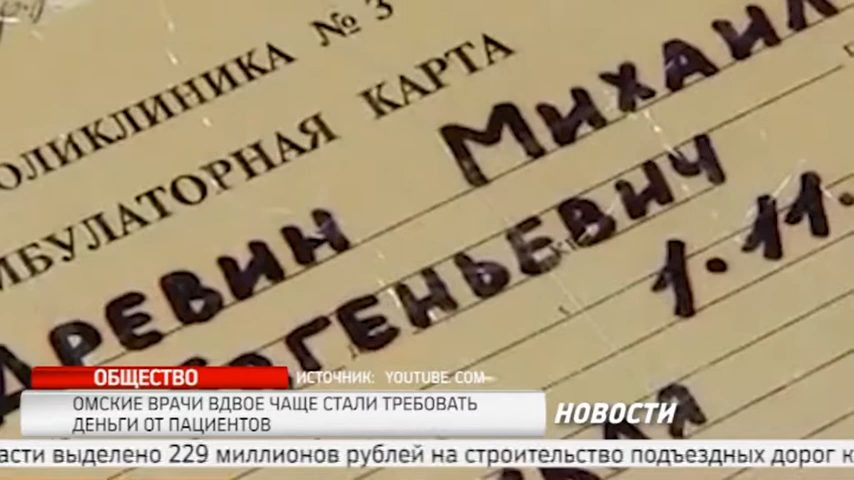 ПОЛИКЛИНИКА № 3
АМБУЛАТОРНАЯ КАРТА
МИХАИЛ
ДРЕВИН
ЕВГЕНЬЕВИЧ
1.11.
ОБЩЕСТВО
ИСТОЧНИК: YOUTUBE.COM
ОМСКИЕ ВРАЧИ ВДВОЕ ЧАЩЕ СТАЛИ ТРЕБОВАТЬ
ДЕНЬГИ ОТ ПАЦИЕНТОВ
НОВОСТИ
асти выделено 229 миллионов рублей на строительство подъездных дорог к